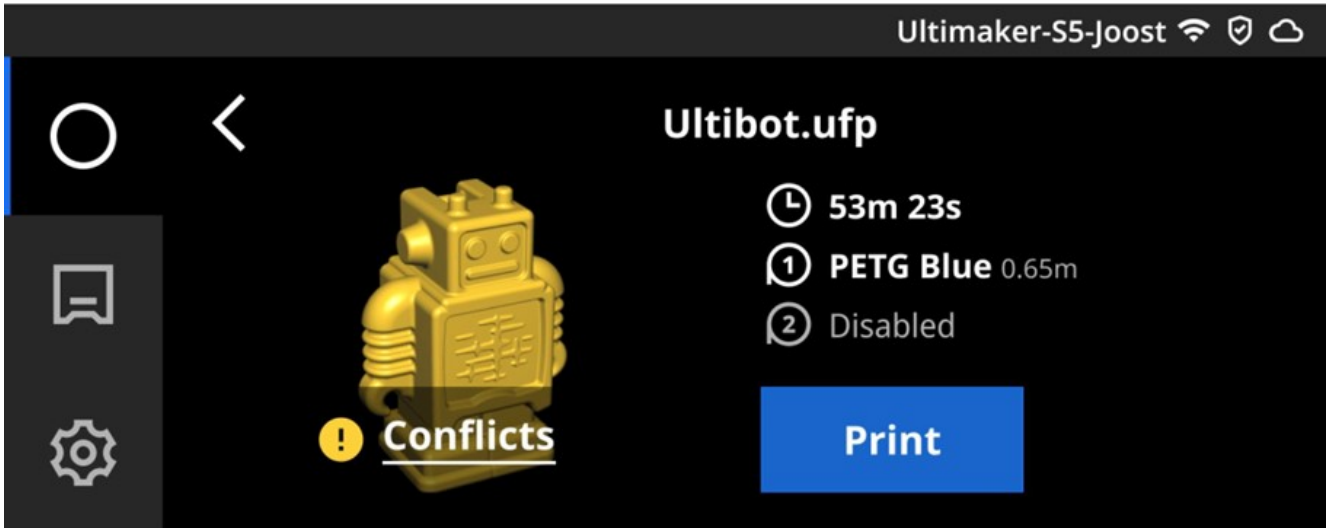 Ultimaker-S5-Joost
Ultibot.ufp
53m 23s
1 PETG Blue 0.65m
2 Disabled
! Conflicts
Print